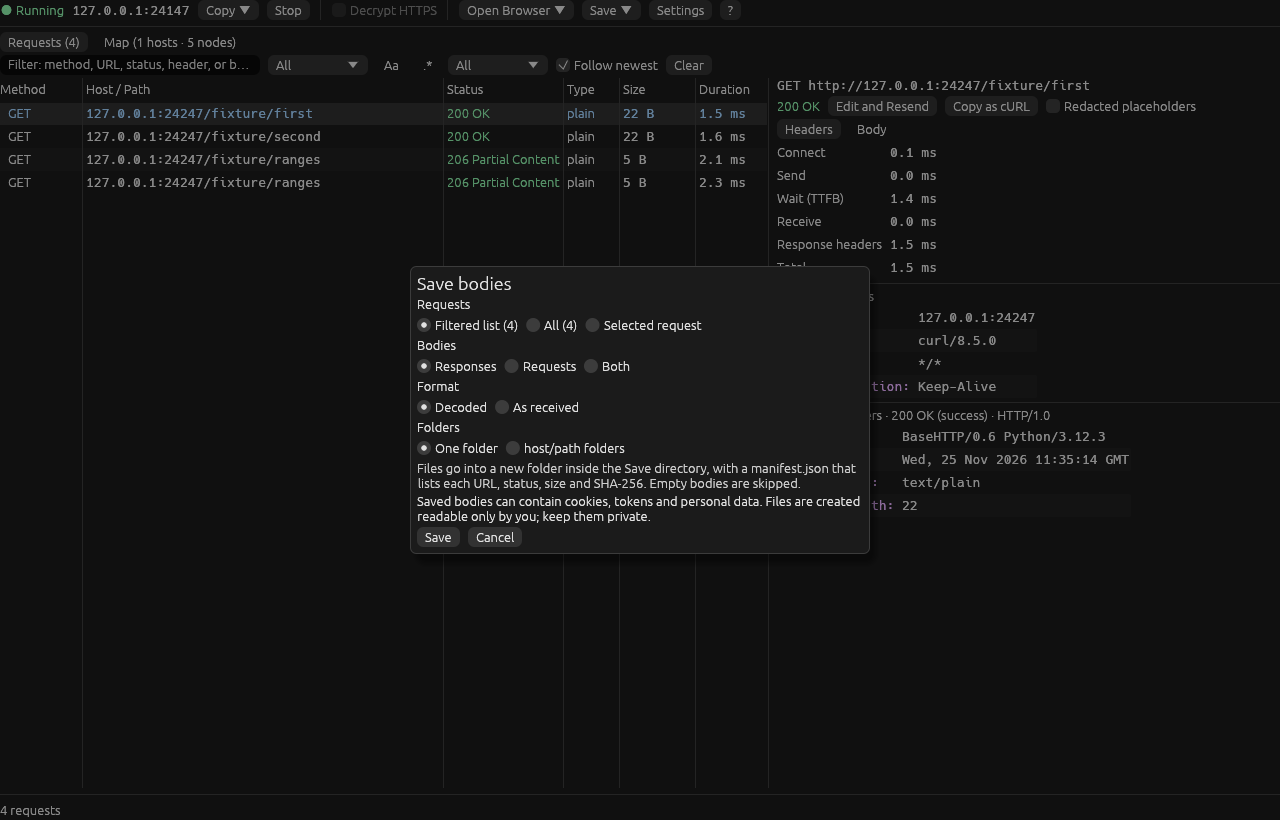 Running 127.0.0.1:24147 Copy ▼ Stop Decrypt HTTPS Open Browser ▼ Save ▼ Settings ?
Requests (4) Map (1 hosts · 5 nodes)
Filter: method, URL, status, header, or b… All Aa .* All Follow newest Clear
Method Host / Path Status Type Size Duration
GET 127.0.0.1:24247/fixture/first 200 OK plain 22 B 1.5 ms
GET 127.0.0.1:24247/fixture/second 200 OK plain 22 B 1.6 ms
GET 127.0.0.1:24247/fixture/ranges 206 Partial Content plain 5 B 2.1 ms
GET 127.0.0.1:24247/fixture/ranges 206 Partial Content plain 5 B 2.3 ms
GET http://127.0.0.1:24247/fixture/first
200 OK Edit and Resend Copy as cURL Redacted placeholders
Headers Body
Connect 0.1 ms
Send 0.0 ms
Wait (TTFB) 1.4 ms
Receive 0.0 ms
Response headers 1.5 ms
1.5 ms
127.0.0.1:24247
curl/8.5.0
*/*
tion: Keep-Alive
rs · 200 OK (success) · HTTP/1.0
BaseHTTP/0.6 Python/3.12.3
Wed, 25 Nov 2026 11:35:14 GMT
: text/plain
th: 22
Save bodies
Requests
Filtered list (4) All (4) Selected request
Bodies
Responses Requests Both
Format
Decoded As received
Folders
One folder host/path folders
Files go into a new folder inside the Save directory, with a manifest.json that
lists each URL, status, size and SHA-256. Empty bodies are skipped.
Saved bodies can contain cookies, tokens and personal data. Files are created
readable only by you; keep them private.
Save Cancel
4 requests